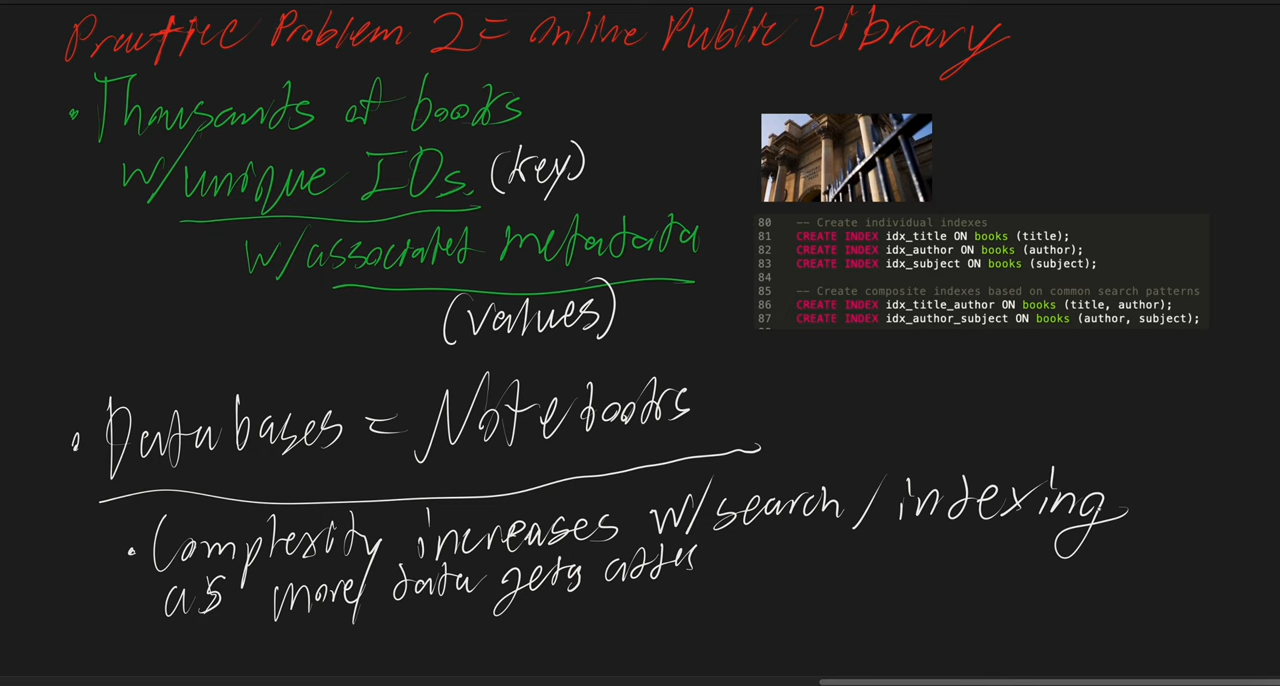 Practice Problem 2 = Online Public Library
• Thousands of books
w/ unique IDs. (key)
w/ associated metadata
(values)
80 -- Create individual indexes
81 CREATE INDEX idx_title ON books (title);
82 CREATE INDEX idx_author ON books (author);
83 CREATE INDEX idx_subject ON books (subject);
84
85 -- Create composite indexes based on common search patterns
86 CREATE INDEX idx_title_author ON books (title, author);
87 CREATE INDEX idx_author_subject ON books (author, subject);
• Databases = Notebooks
• Complexity increases w/ search / indexing
as more data gets added